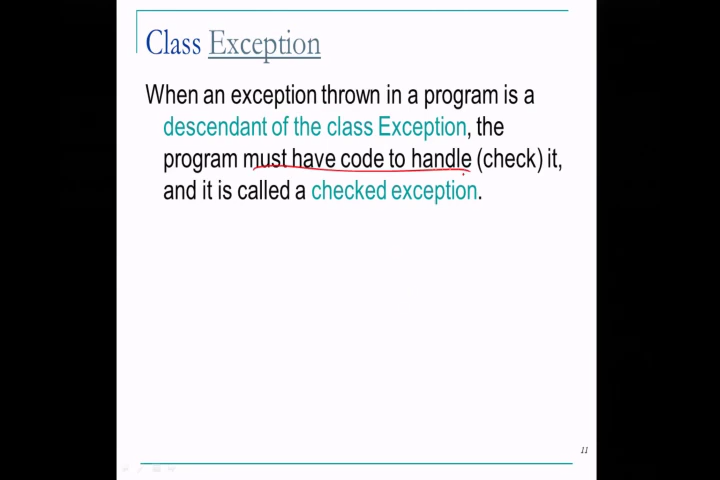 Class Exception
When an exception thrown in a program is a
descendant of the class Exception, the
program must have code to handle (check) it,
and it is called a checked exception.
11